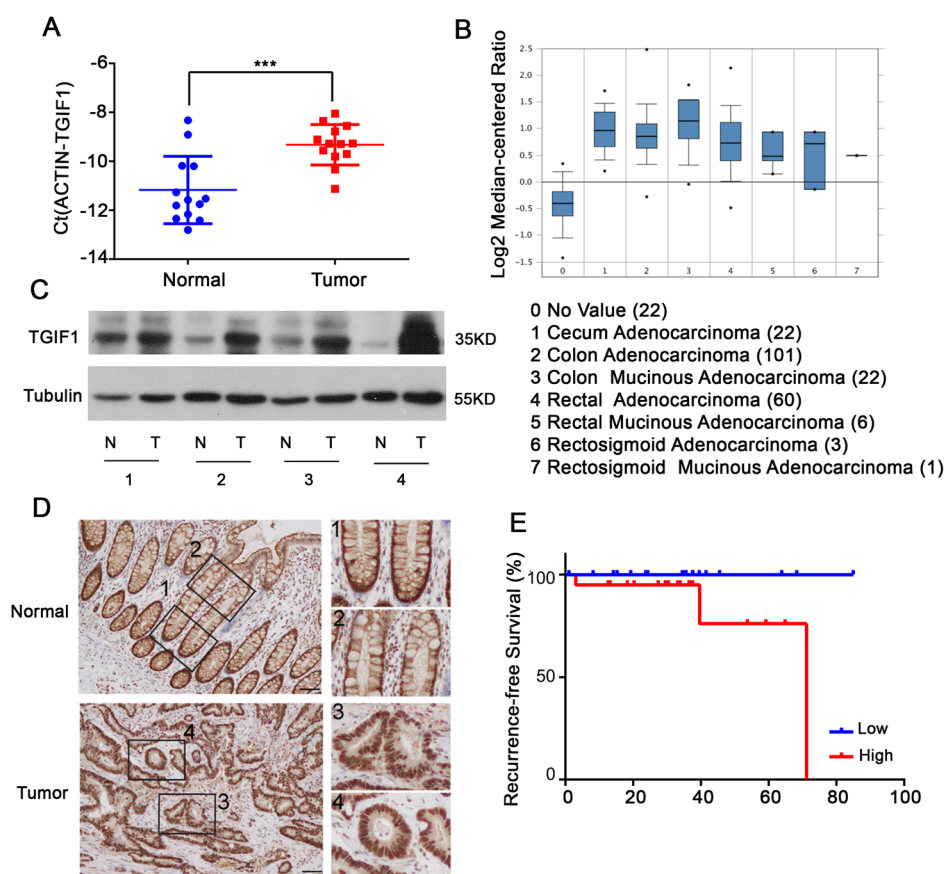 A
Ct(ACTIN-TGIF1)
-6
-8
-10
-12
-14
***
Normal
Tumor
B
Log2 Median-centered Ratio
2.5
2.0
1.5
1.0
0.5
0.0
-0.5
-1.0
-1.5
0 1 2 3 4 5 6 7
0 No Value (22)
1 Cecum Adenocarcinoma (22)
2 Colon Adenocarcinoma (101)
3 Colon Mucinous Adenocarcinoma (22)
4 Rectal Adenocarcinoma (60)
5 Rectal Mucinous Adenocarcinoma (6)
6 Rectosigmoid Adenocarcinoma (3)
7 Rectosigmoid Mucinous Adenocarcinoma (1)
C
TGIF1
35KD
Tubulin
55KD
N T N T N T N T
1 2 3 4
D
Normal
1
2
1
2
Tumor
4
3
3
4
E
Recurrence-free Survival (%)
100
50
0
Low
High
0 20 40 60 80 100